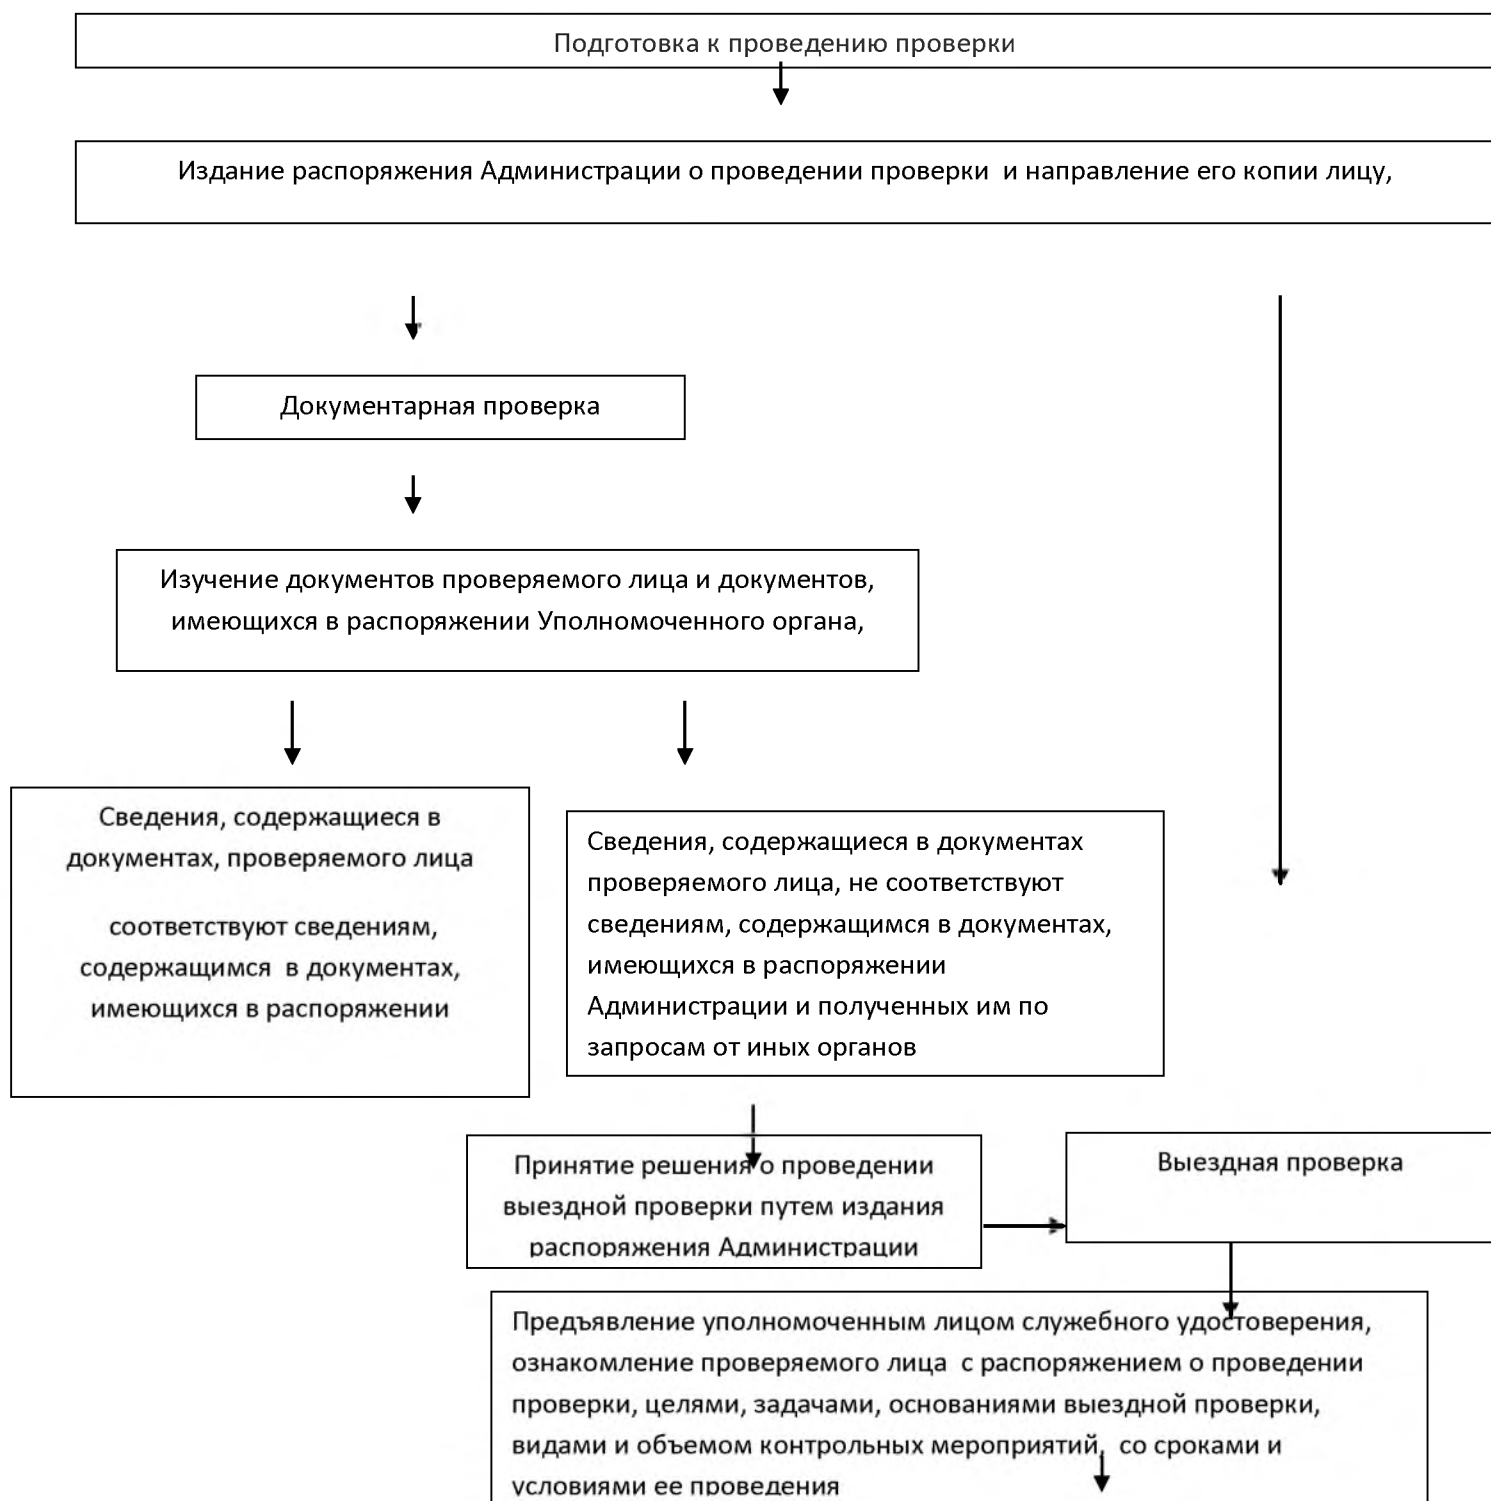 Подготовка к проведению проверки
Издание распоряжения Администрации о проведении проверки и направление его копии лицу,
Документарная проверка
Изучение документов проверяемого лица и документов,
имеющихся в распоряжении Уполномоченного органа,
Сведения, содержащиеся в
документах, проверяемого лица
соответствуют сведениям,
содержащимся в документах,
имеющихся в распоряжении
Сведения, содержащиеся в документах
проверяемого лица, не соответствуют
сведениям, содержащимся в документах,
имеющихся в распоряжении
Администрации и полученных им по
запросам от иных органов
Принятие решения о проведении
выездной проверки путем издания
распоряжения Администрации
Выездная проверка
Предъявление уполномоченным лицом служебного удостоверения,
ознакомление проверяемого лица с распоряжением о проведении
проверки, целями, задачами, основаниями выездной проверки,
видами и объемом контрольных мероприятий, со сроками и
условиями ее проведения